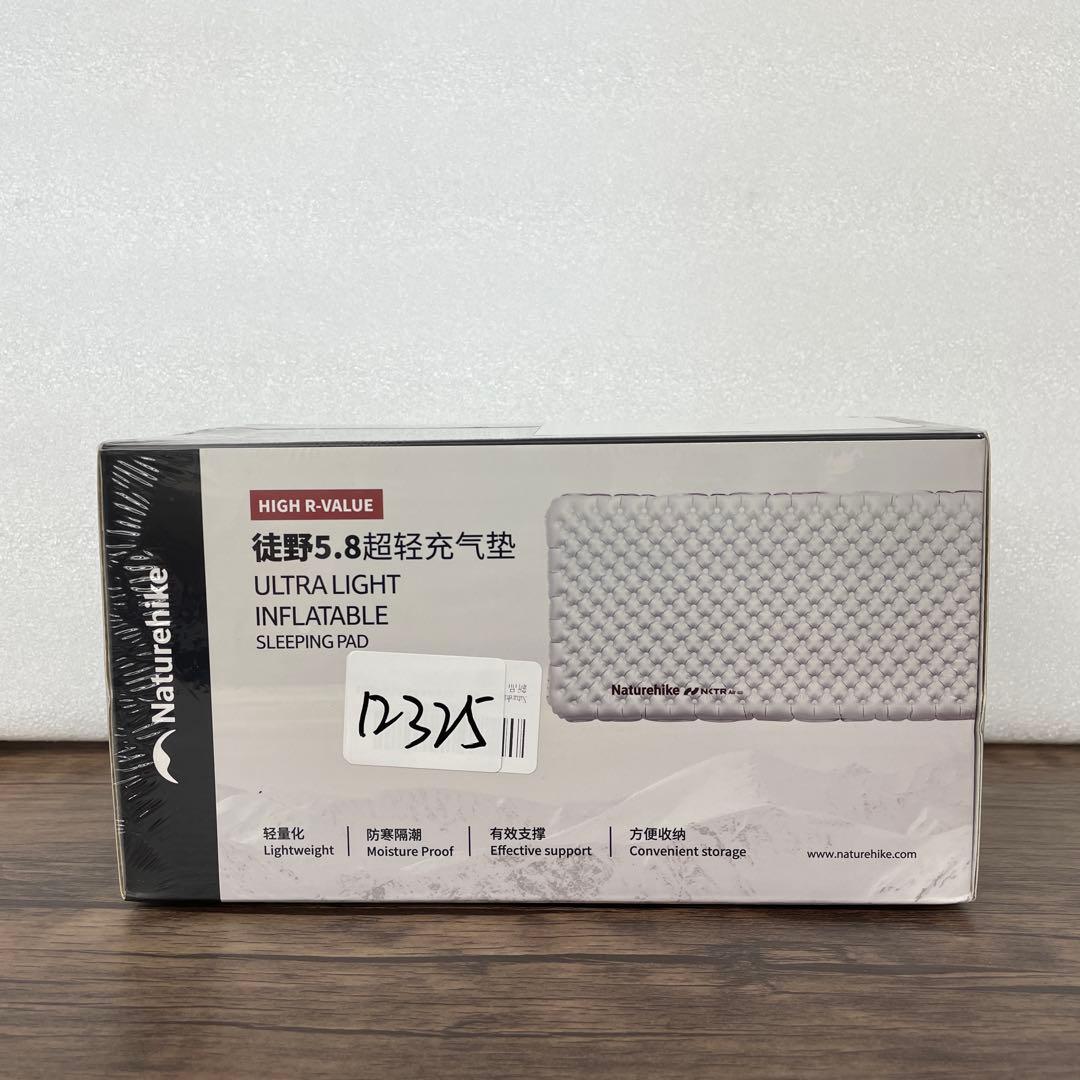 Naturehike
HIGH R-VALUE
徒野5.8超轻充气垫
ULTRA LIGHT
INFLATABLE
SLEEPING PAD
12325
Naturehike NKTR Air
轻量化
Lightweight
防寒隔潮
Moisture Proof
有效支撑
Effective support
方便收纳
Convenient storage
www.naturehike.com